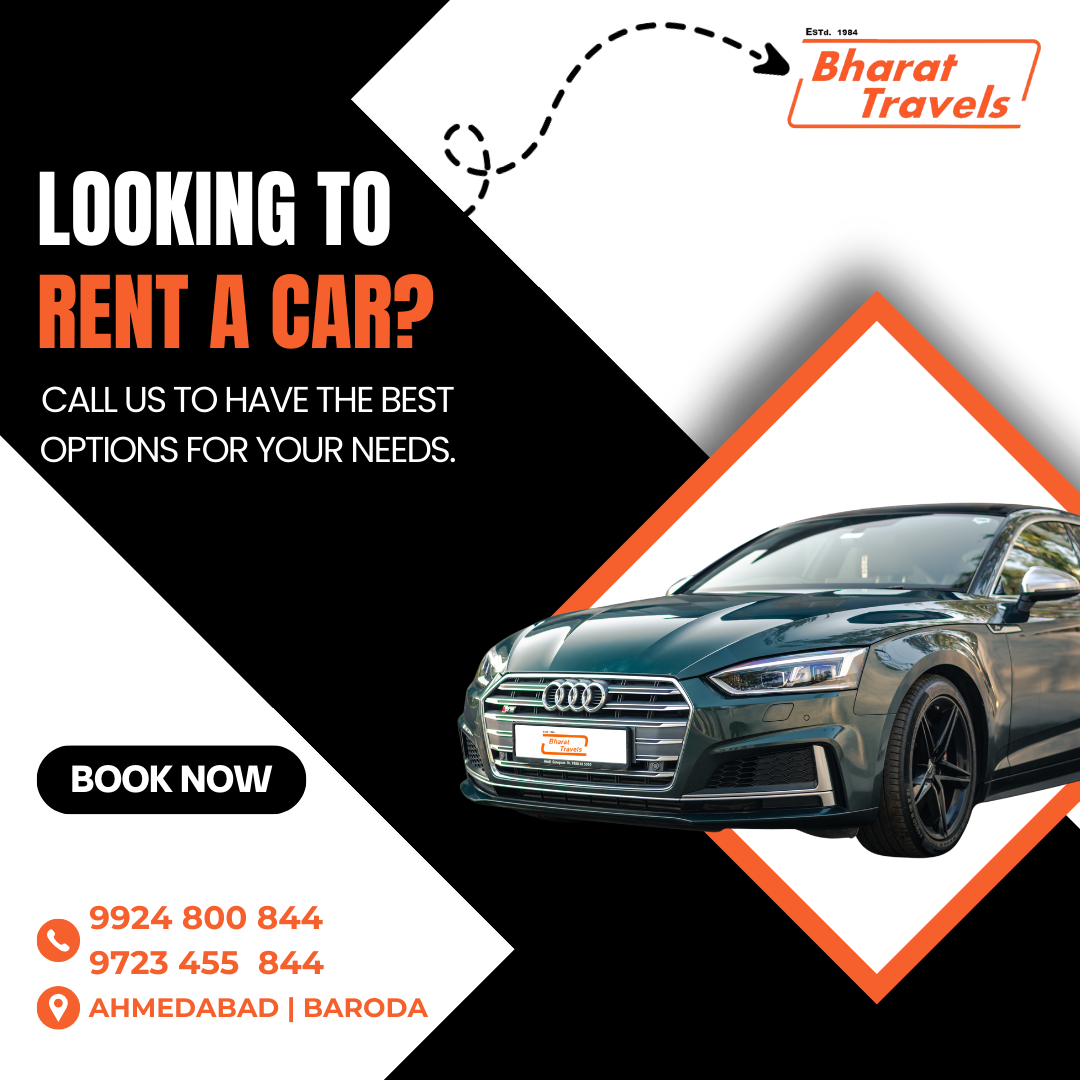 ESTd. 1984
Bharat
Travels
LOOKING TO
RENT A CAR?
CALL US TO HAVE THE BEST
OPTIONS FOR YOUR NEEDS.
Bharat
Travels
BOOK NOW
9924 800 844
9723 455 844
AHMEDABAD | BARODA